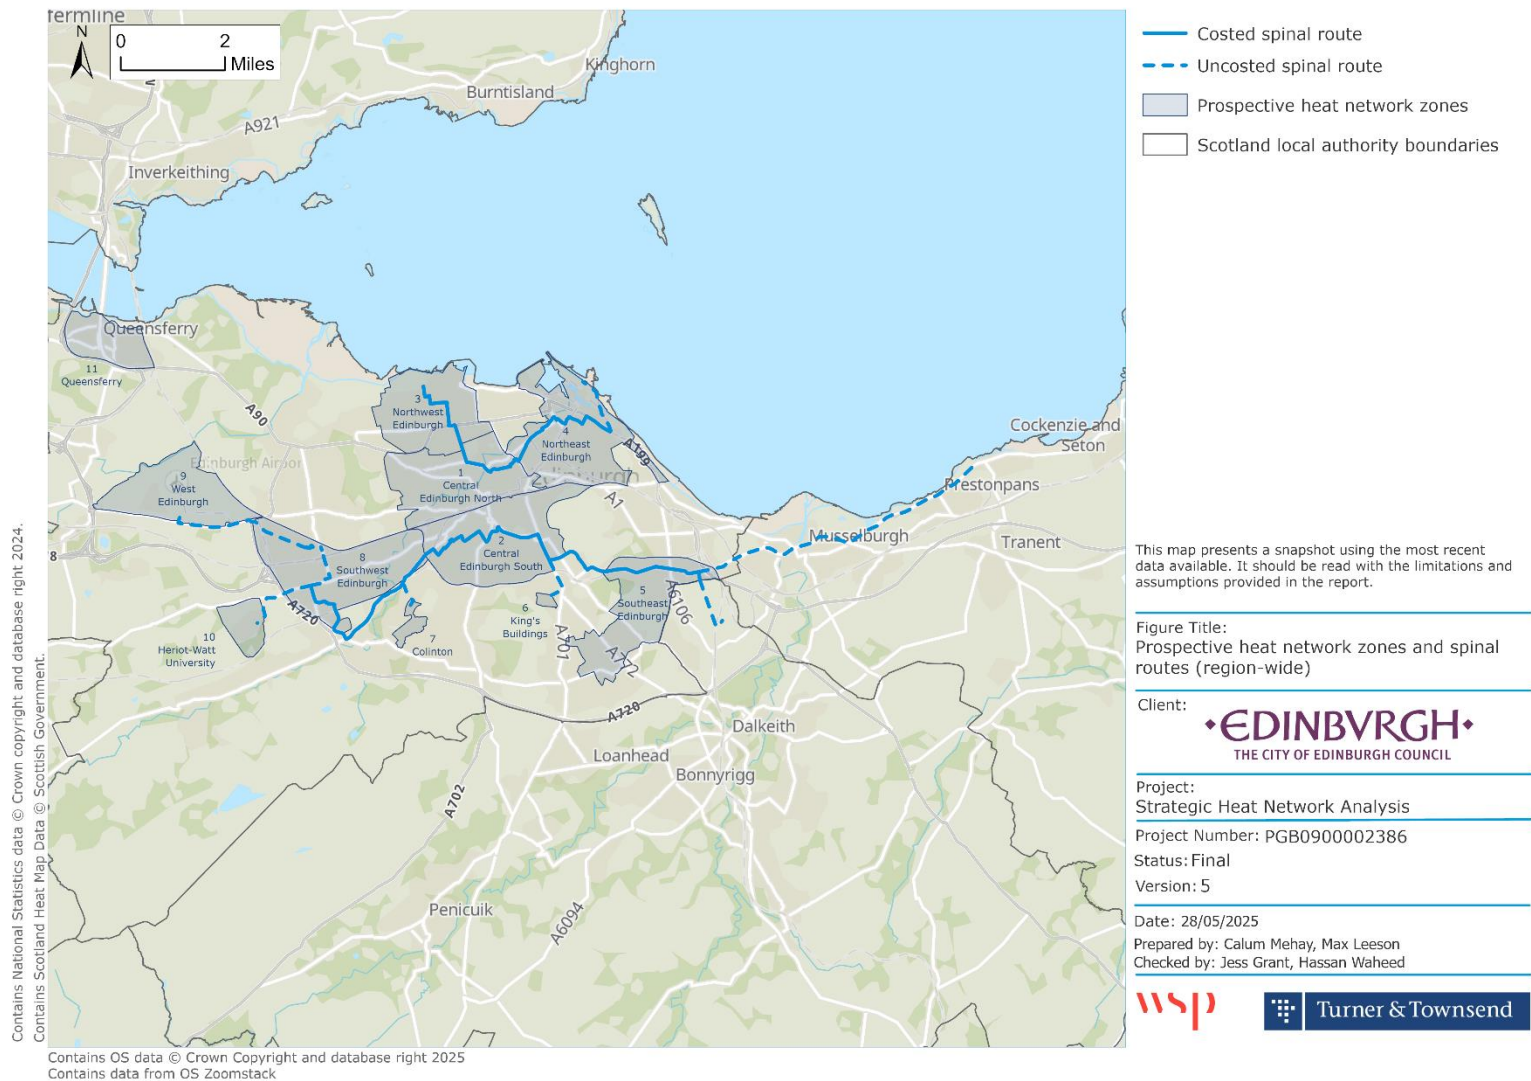 fermline
N
0 2
Miles
Kinghorn
Burntisland
A921
Inverkeithing
Queensferry
11
Queensferry
A90
3
Northwest
Edinburgh
4
Northeast
Edinburgh
A199
Cockenzie and
Seton
Edinburgh Airport
9
West
Edinburgh
1
Central
Edinburgh North
Edinburgh
A1
Prestonpans
Musselburgh
Tranent
8
8
Southwest
Edinburgh
2
Central
Edinburgh South
A720
5
Southeast
Edinburgh
A6106
6
King's
Buildings
A701
7
Colinton
10
Heriot-Watt
University
A772
A720
Dalkeith
Loanhead
Bonnyrigg
A702
Penicuik
A6094
Contains National Statistics data © Crown copyright and database right 2024.
Contains Scotland Heat Map Data © Scottish Government.
Contains OS data © Crown Copyright and database right 2025
Contains data from OS Zoomstack
Costed spinal route
Uncosted spinal route
Prospective heat network zones
Scotland local authority boundaries
This map presents a snapshot using the most recent
data available. It should be read with the limitations and
assumptions provided in the report.
Figure Title:
Prospective heat network zones and spinal
routes (region-wide)
Client:
•EDINBVRGH•
THE CITY OF EDINBURGH COUNCIL
Project:
Strategic Heat Network Analysis
Project Number: PGB0900002386
Status: Final
Version: 5
Date: 28/05/2025
Prepared by: Calum Mehay, Max Leeson
Checked by: Jess Grant, Hassan Waheed
wsp
Turner & Townsend